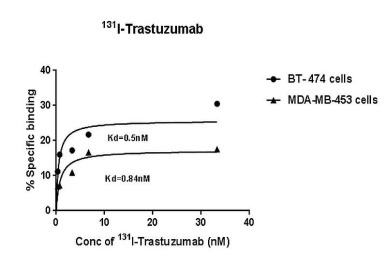 131I-Trastuzumab
BT- 474 cells
MDA-MB-453 cells
% Specific binding
40
30
20
10
0
Kd=0.5nM
Kd=0.84nM
0
10
20
30
40
Conc of 131I-Trastuzumab (nM)